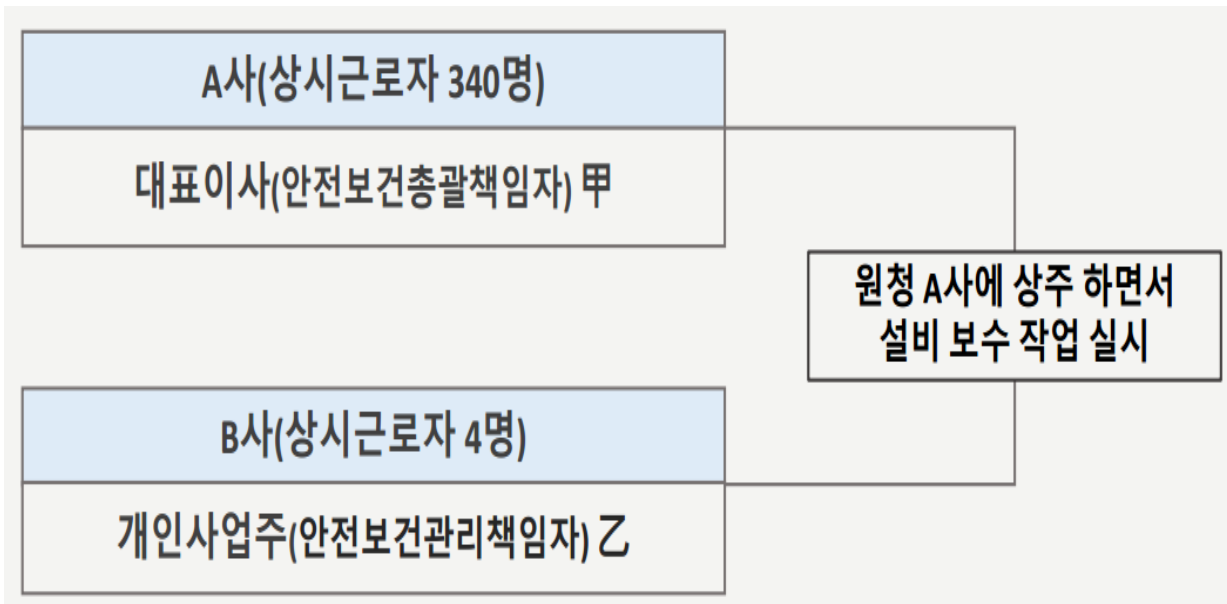 A사(상시근로자 340명)
대표이사(안전보건총괄책임자) 甲
원청 A사에 상주 하면서
설비 보수 작업 실시
B사(상시근로자 4명)
개인사업주(안전보건관리책임자) 乙